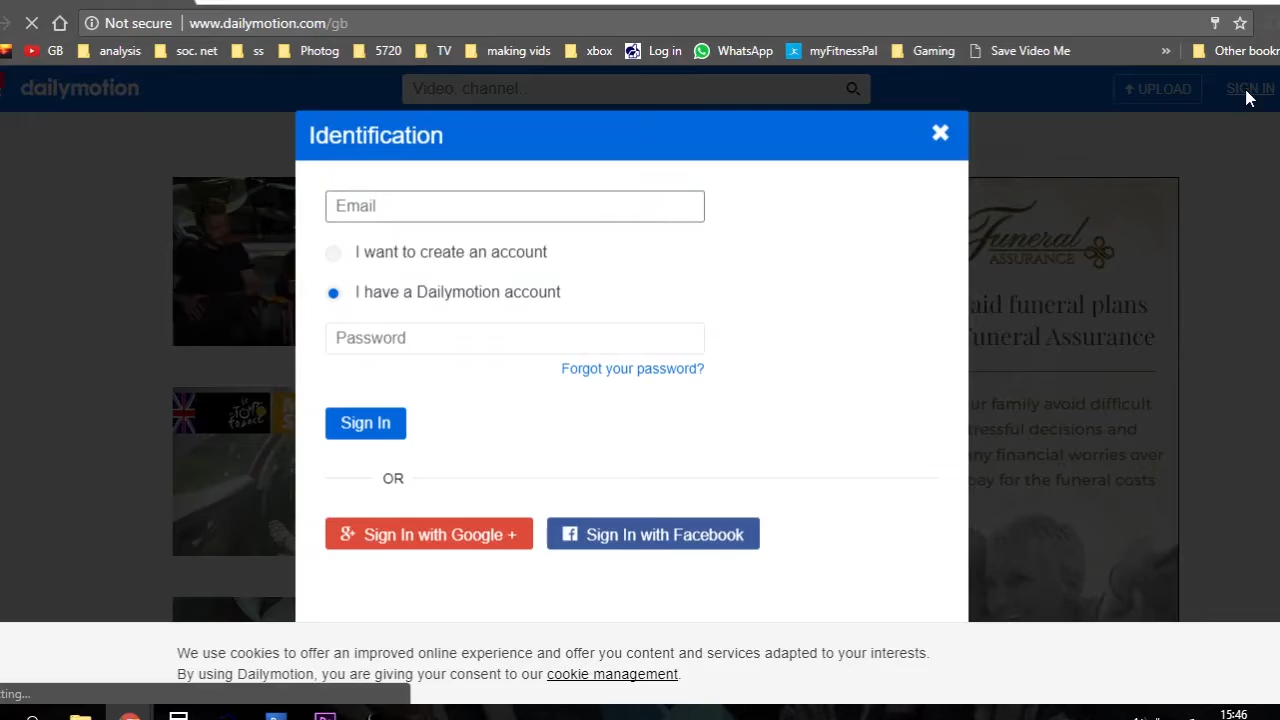 Not secure | www.dailymotion.com/gb
GB analysis soc. net ss Photog 5720 TV making vids xbox Log in WhatsApp myFitnessPal Gaming Save Video Me » Other bookr
dailymotion Video, channel... UPLOAD SIGN IN
Identification
Email
I want to create an account
I have a Dailymotion account
Password
Forgot your password?
Sign In
OR
Sign In with Google +
Sign In with Facebook
Funeral
ASSURANCE
aid funeral plans
Funeral Assurance
ur family avoid difficult
tressful decisions and
ny financial worries over
pay for the funeral costs
We use cookies to offer an improved online experience and offer you content and services adapted to your interests.
By using Dailymotion, you are giving your consent to our cookie management.
ting...
15:46